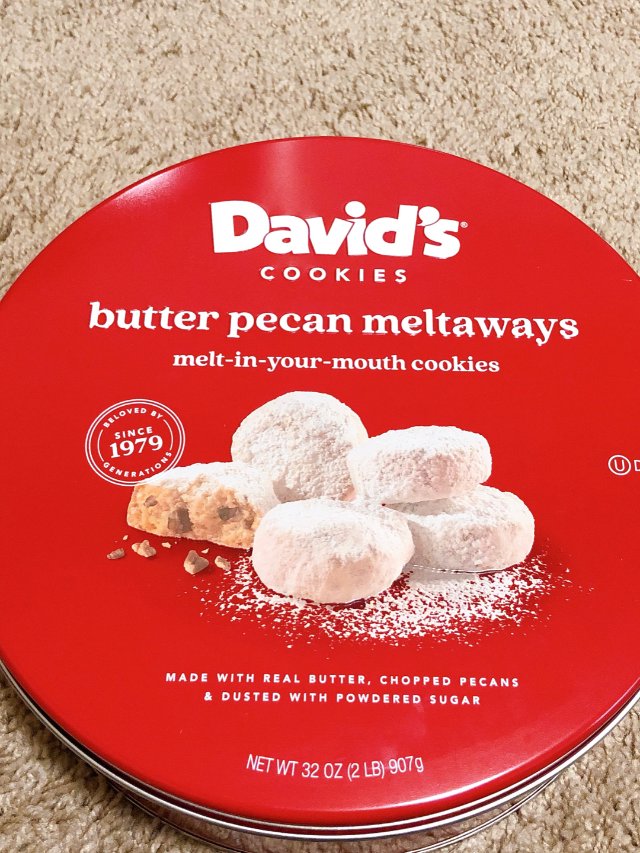 David's®
COOKIES
butter pecan meltaways
melt-in-your-mouth cookies
BELOVED BY
SINCE
1979
GENERATIONS
Ⓤ D
MADE WITH REAL BUTTER, CHOPPED PECANS
& DUSTED WITH POWDERED SUGAR
NET WT 32 OZ (2 LB) 907g